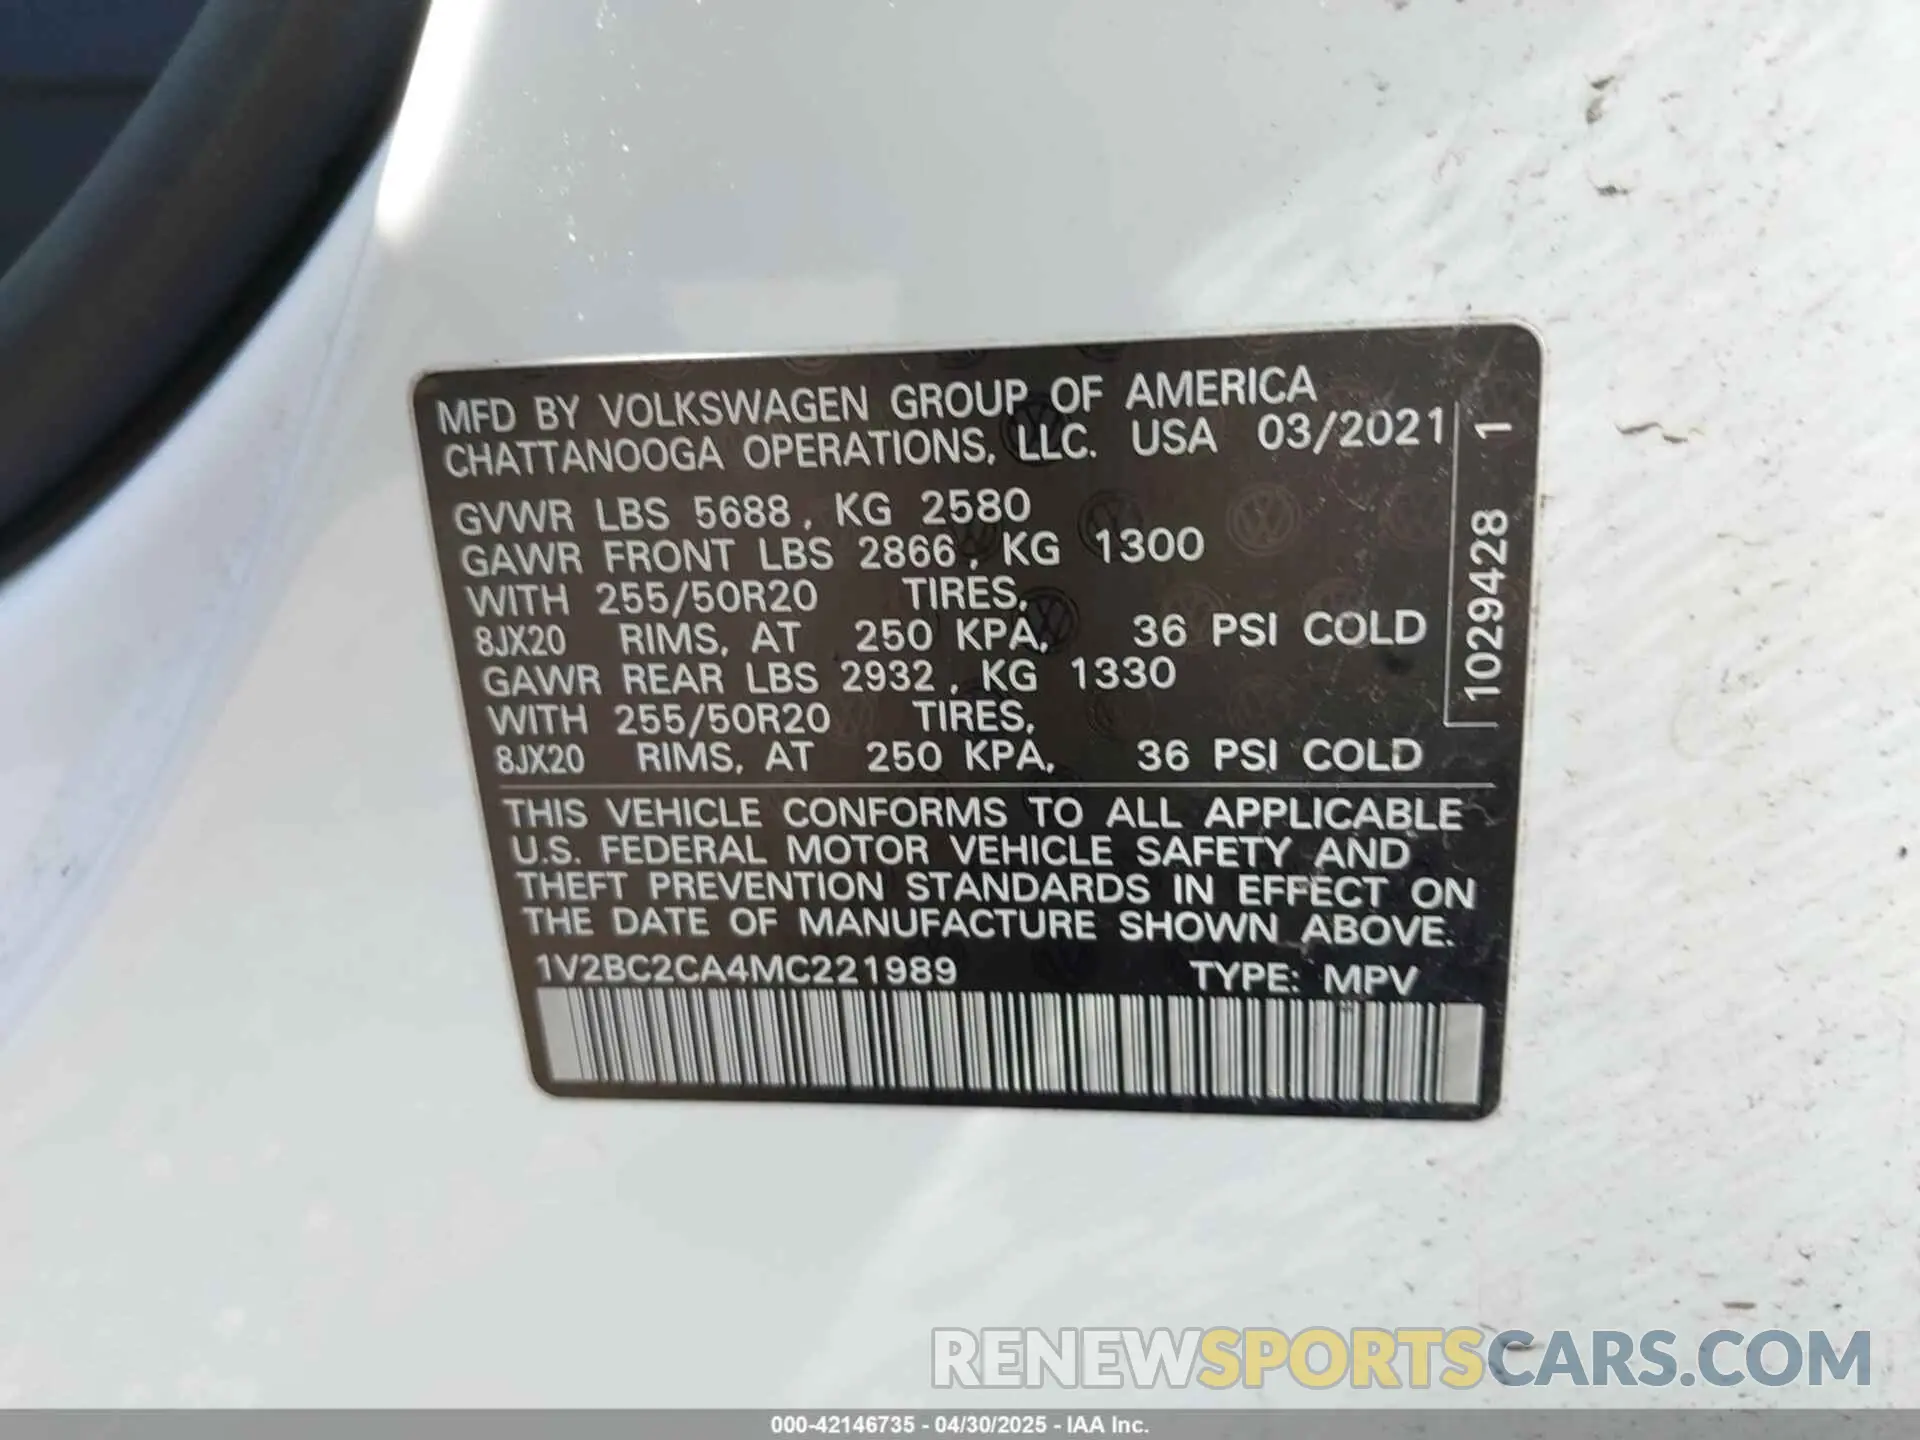 MFD BY VOLKSWAGEN GROUP OF AMERICA
CHATTANOOGA OPERATIONS, LLC. USA 03/2021
GVWR LBS 5688, KG 2580
GAWR FRONT LBS 2866, KG 1300
WITH 255/50R20 TIRES,
8JX20 RIMS, AT 250 KPA, 36 PSI COLD
GAWR REAR LBS 2932, KG 1330
WITH 255/50R20 TIRES,
8JX20 RIMS, AT 250 KPA, 36 PSI COLD
1029428 1
THIS VEHICLE CONFORMS TO ALL APPLICABLE
U.S. FEDERAL MOTOR VEHICLE SAFETY AND
THEFT PREVENTION STANDARDS IN EFFECT ON
THE DATE OF MANUFACTURE SHOWN ABOVE.
1V2BC2CA4MC221989 TYPE: MPV
RENEWSPORTSCARS.COM
000-42146735 - 04/30/2025 - IAA Inc.